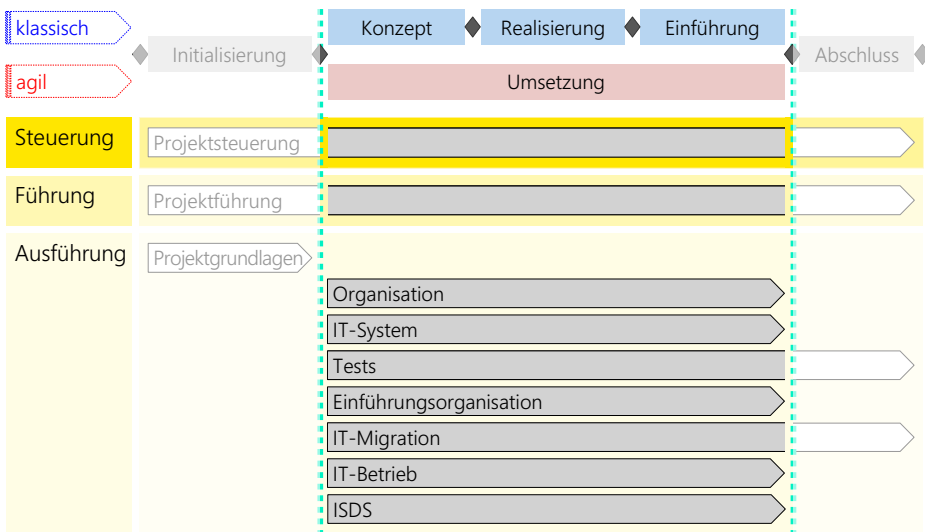 klassisch
Konzept
Realisierung
Einführung
Initialisierung
Abschluss
agil
Umsetzung
Steuerung
Projektsteuerung
Führung
Projektführung
Ausführung
Projektgrundlagen
Organisation
IT-System
Tests
Einführungsorganisation
IT-Migration
IT-Betrieb
ISDS